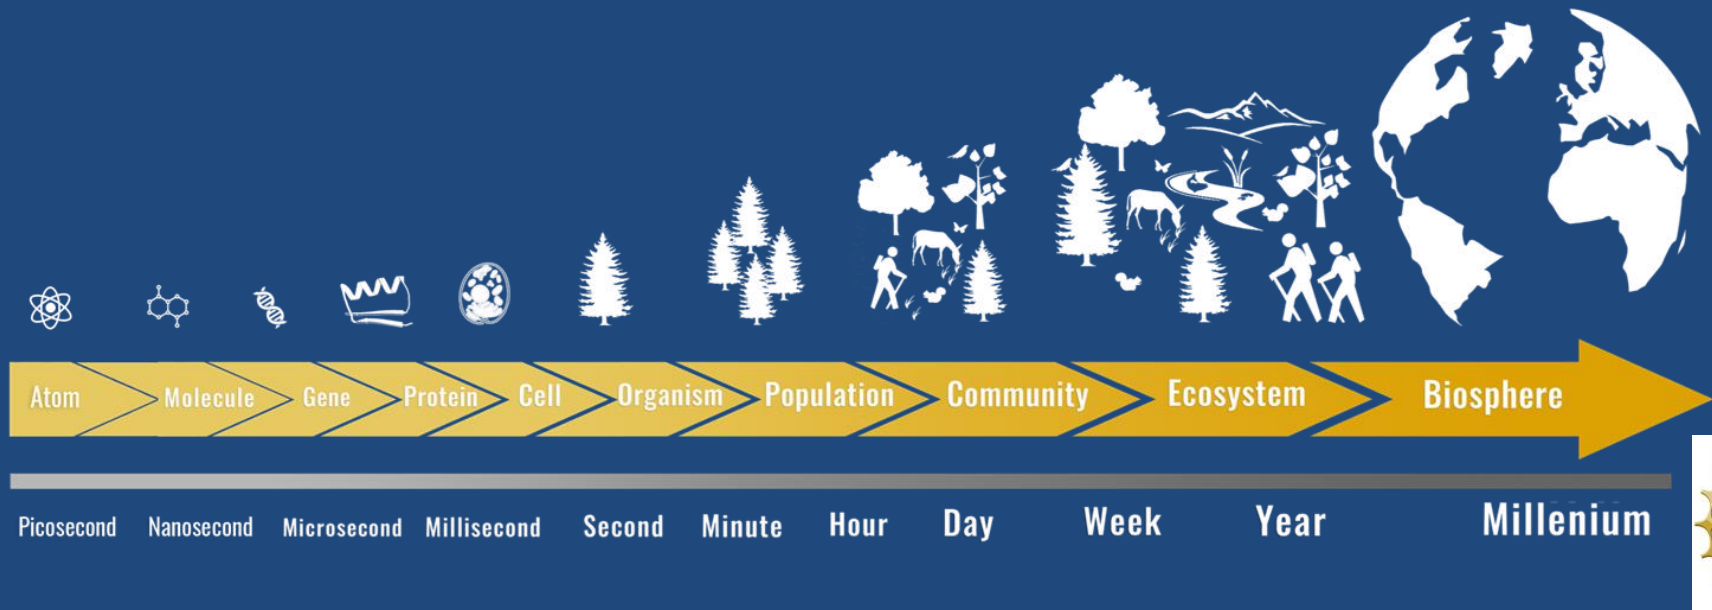 Atom Molecule Gene Protein Cell Organism Population Community Ecosystem Biosphere
Picosecond Nanosecond Microsecond Millisecond Second Minute Hour Day Week Year Millenium